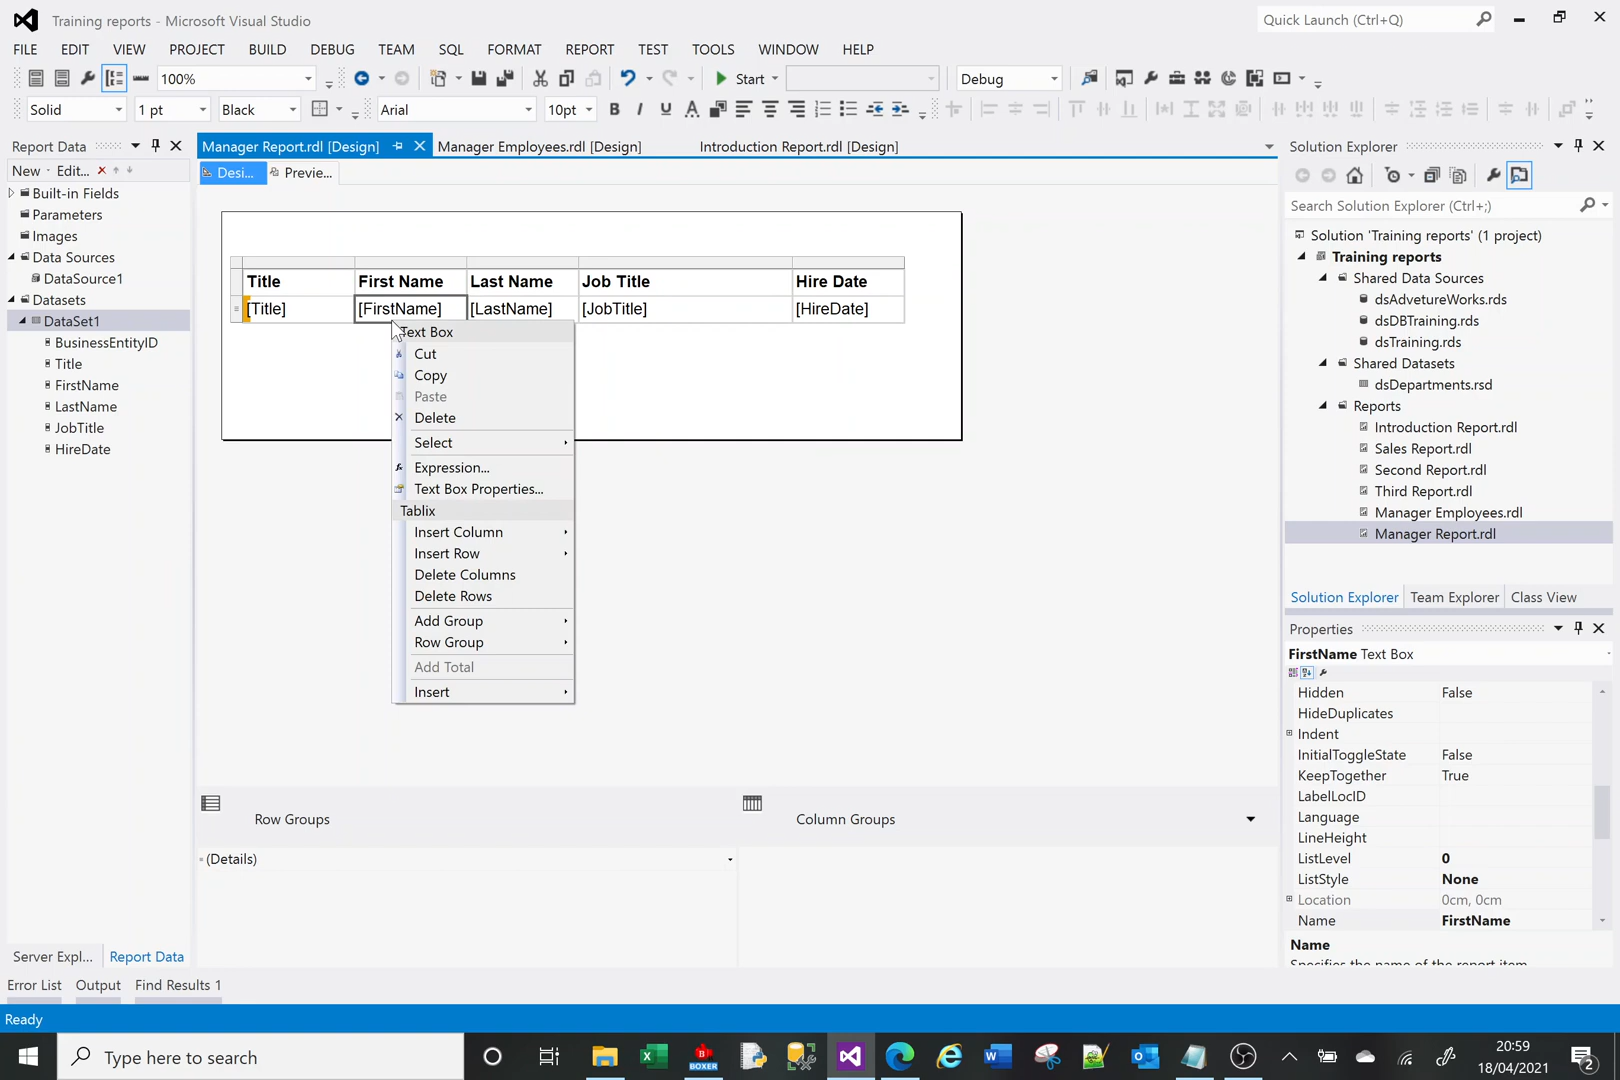 Training reports - Microsoft Visual Studio
Quick Launch (Ctrl+Q)
FILE EDIT VIEW PROJECT BUILD DEBUG TEAM SQL FORMAT REPORT TEST TOOLS WINDOW HELP
100% Start Debug
Solid 1 pt Black Arial 10pt B I U A
Report Data
New Edit...
Built-in Fields
Parameters
Images
Data Sources
DataSource1
Datasets
DataSet1
BusinessEntityID
Title
FirstName
LastName
JobTitle
HireDate
Server Expl... Report Data
Manager Report.rdl [Design] Manager Employees.rdl [Design] Introduction Report.rdl [Design]
Desi... Previe...
Title First Name Last Name Job Title Hire Date
[Title] [FirstName] [LastName] [JobTitle] [HireDate]
Text Box
Cut
Copy
Paste
Delete
Select
Expression...
Text Box Properties...
Tablix
Insert Column
Insert Row
Delete Columns
Delete Rows
Add Group
Row Group
Add Total
Insert
Row Groups Column Groups
(Details)
Solution Explorer
Search Solution Explorer (Ctrl+;)
Solution 'Training reports' (1 project)
Training reports
Shared Data Sources
dsAdvetureWorks.rds
dsDBTraining.rds
dsTraining.rds
Shared Datasets
dsDepartments.rsd
Reports
Introduction Report.rdl
Sales Report.rdl
Second Report.rdl
Third Report.rdl
Manager Employees.rdl
Manager Report.rdl
Solution Explorer Team Explorer Class View
Properties
FirstName Text Box
Hidden False
HideDuplicates
Indent
InitialToggleState False
KeepTogether True
LabelLocID
Language
LineHeight
ListLevel 0
ListStyle None
Location 0cm, 0cm
Name FirstName
Name
Specifies the name of the report item
Error List Output Find Results 1
Ready
Type here to search
BOXER
20:59
18/04/2021
2